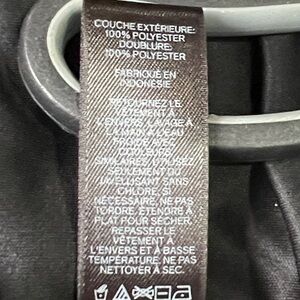 COUCHE EXTÉRIEURE:
100% POLYESTER
DOUBLURE:
100% POLYESTER
FABRIQUÉ EN
INDONÉSIE
RETOURNEZ LE
VÊTEMENT À
L'ENVERS. LAVAGE À
LA MAIN À L'EAU
FROIDE AVEC
SIMILAIRES. UTILISEZ
SEULEMENT DU
JAVELLISANT SANS
CHLORE, SI
NÉCESSAIRE. NE PAS
TORDRE. ÉTENDRE À
PLAT POUR SÉCHER.
REPASSER LE
VÊTEMENT À
L'ENVERS ET À BASSE
TEMPÉRATURE. NE PAS
NETTOYER À SEC.